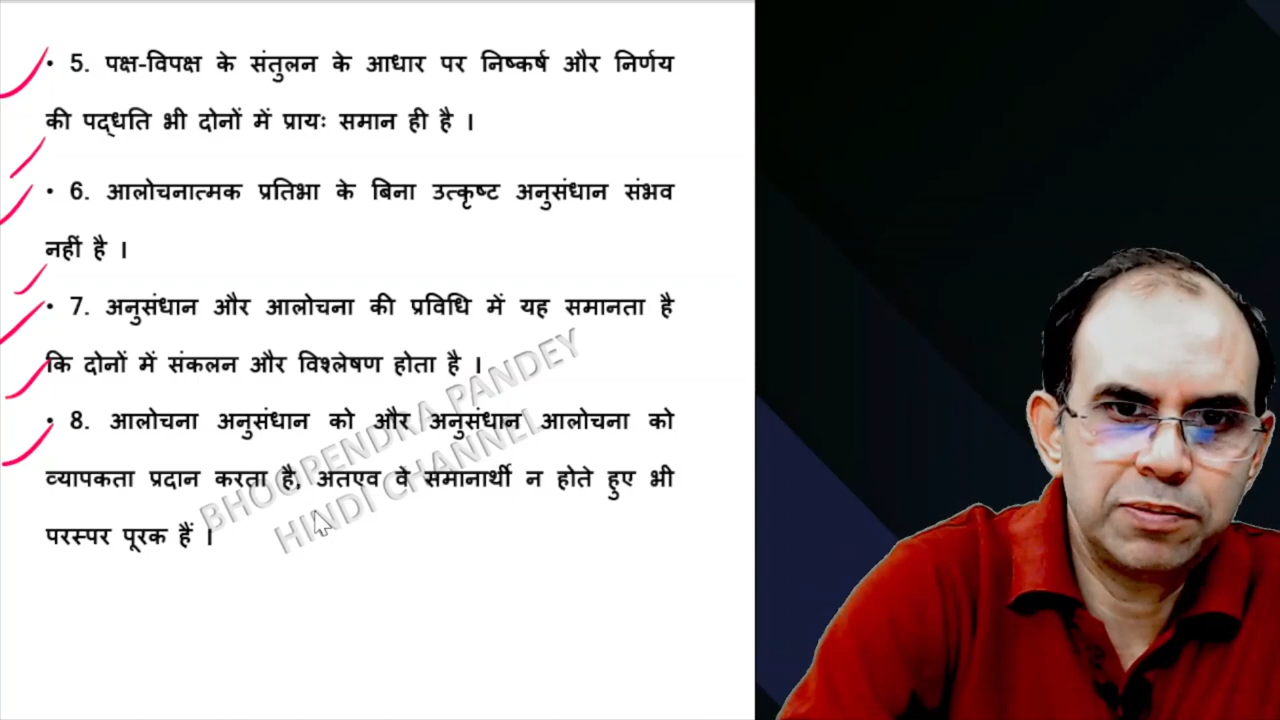 • 5. पक्ष-विपक्ष के संतुलन के आधार पर निष्कर्ष और निर्णय
की पद्धति भी दोनों में प्रायः समान ही है ।
• 6. आलोचनात्मक प्रतिभा के बिना उत्कृष्ट अनुसंधान संभव
नहीं है ।
• 7. अनुसंधान और आलोचना की प्रविधि में यह समानता है
कि दोनों में संकलन और विश्लेषण होता है ।
• 8. आलोचना अनुसंधान को और अनुसंधान आलोचना को
व्यापकता प्रदान करता है, अतएव वे समानार्थी न होते हुए भी
परस्पर पूरक हैं ।
BHOOPENDRA PANDEY
HINDI CHANNEL